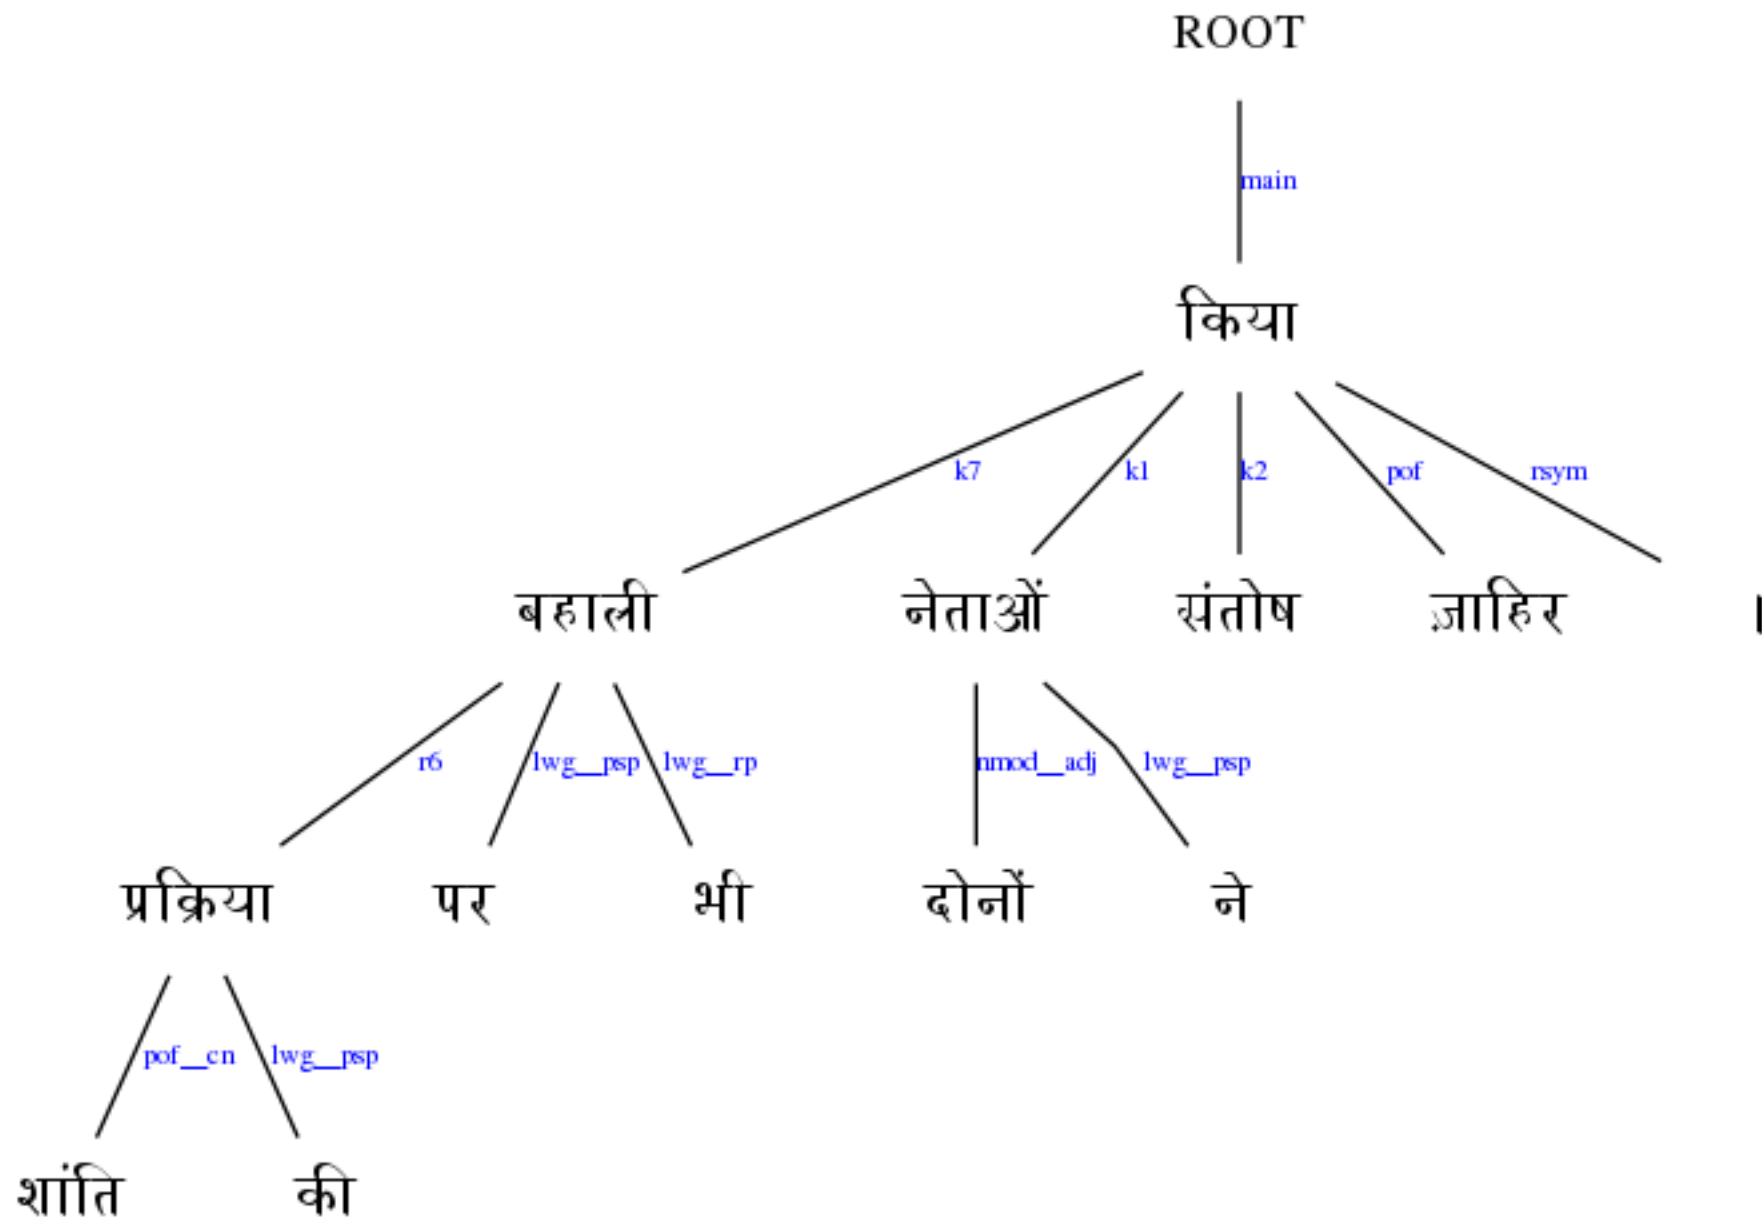 ROOT
main
किया
k7 k1 k2 pof rsym
बहाली नेताओं संतोष ज़ाहिर ।
r6 lwg__psp lwg__rp nmod__adj lwg__psp
प्रक्रिया पर भी दोनों ने
pof__cn lwg__psp
शांति की